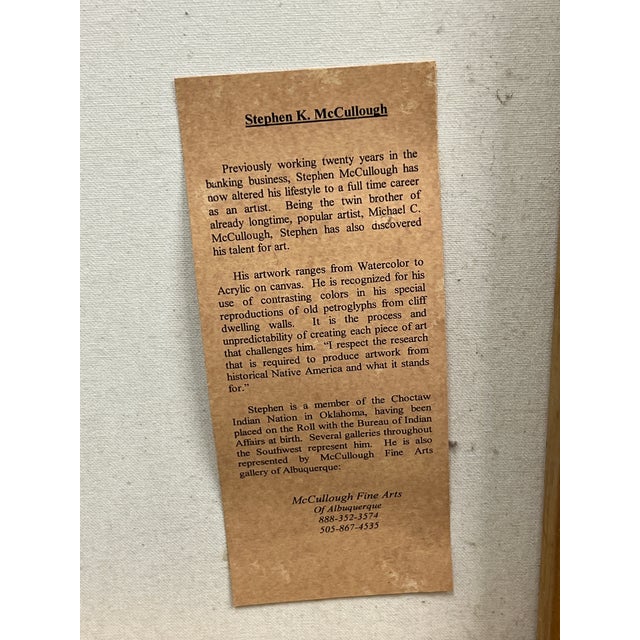 Stephen K. McCullough
Previously working twenty years in the
banking business, Stephen McCullough has
now altered his lifestyle to a full time career
as an artist. Being the twin brother of
already longtime, popular artist, Michael C.
McCullough, Stephen has also discovered
his talent for art.
His artwork ranges from Watercolor to
Acrylic on canvas. He is recognized for his
use of contrasting colors in his special
reproductions of old petroglyphs from cliff
dwelling walls. It is the process and
unpredictability of creating each piece of art
that challenges him. "I respect the research
that is required to produce artwork from
historical Native America and what it stands
for."
Stephen is a member of the Choctaw
Indian Nation in Oklahoma, having been
placed on the Roll with the Bureau of Indian
Affairs at birth. Several galleries throughout
the Southwest represent him. He is also
represented by McCullough Fine Arts
gallery of Albuquerque:
McCullough Fine Arts
Of Albuquerque
888-352-3574
505-867-4535